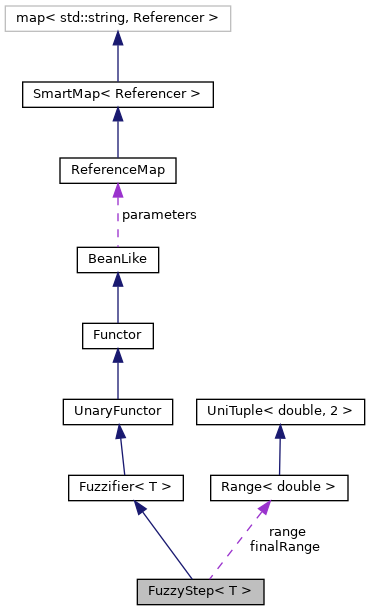 map< std::string, Referencer >
SmartMap< Referencer >
ReferenceMap
parameters
BeanLike
Functor
UnaryFunctor
UniTuple< double, 2 >
Fuzzifier< T >
Range< double >
range
finalRange
FuzzyStep< T >